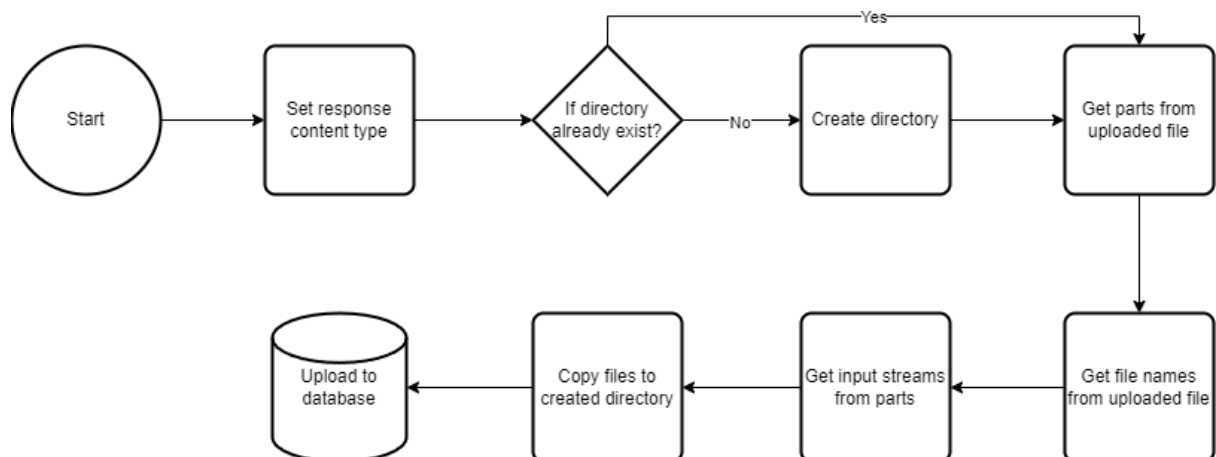 Yes
Start
Set response
content type
If directory
already exist?
No
Create directory
Get parts from
uploaded file
Upload to
database
Copy files to
created directory
Get input streams
from parts
Get file names
from uploaded file